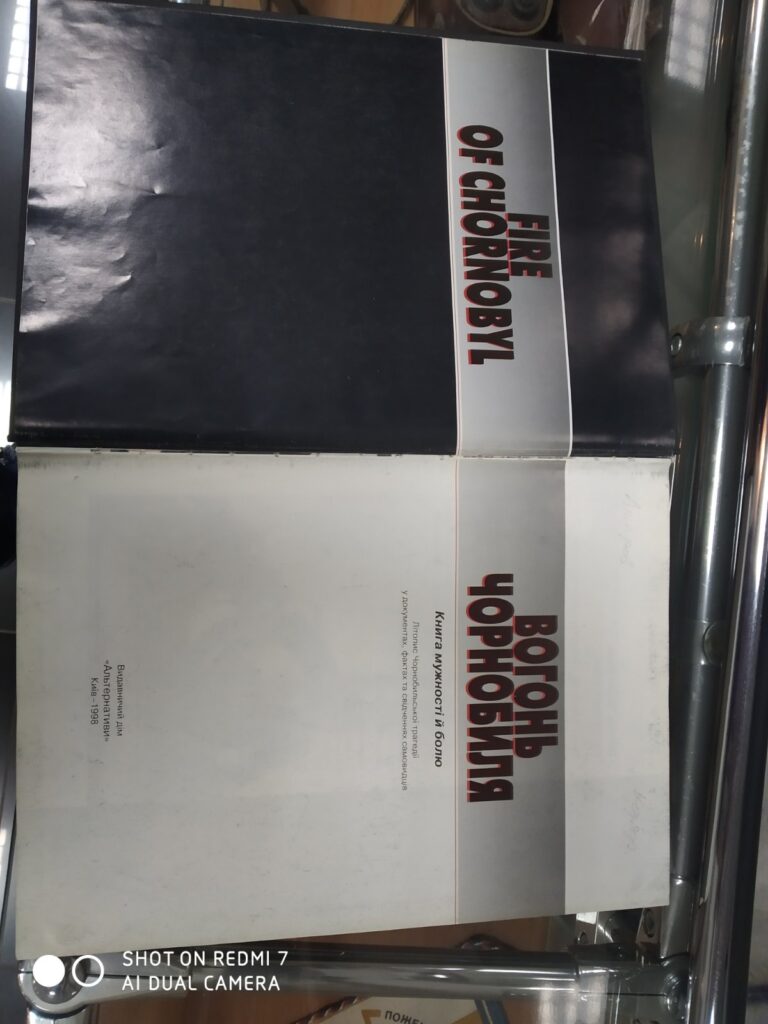 FIRE
OF CHORNOBYL
ВОГОНЬ
ЧОРНОБИЛЯ
Книга мужності й болю
Літопис Чорнобильської трагедії
у документах, фактах та свідченнях самовидців
Видавничий дім
«Альтернативи»
Київ – 1998
SHOT ON REDMI 7
AI DUAL CAMERA
ПОЖЕ